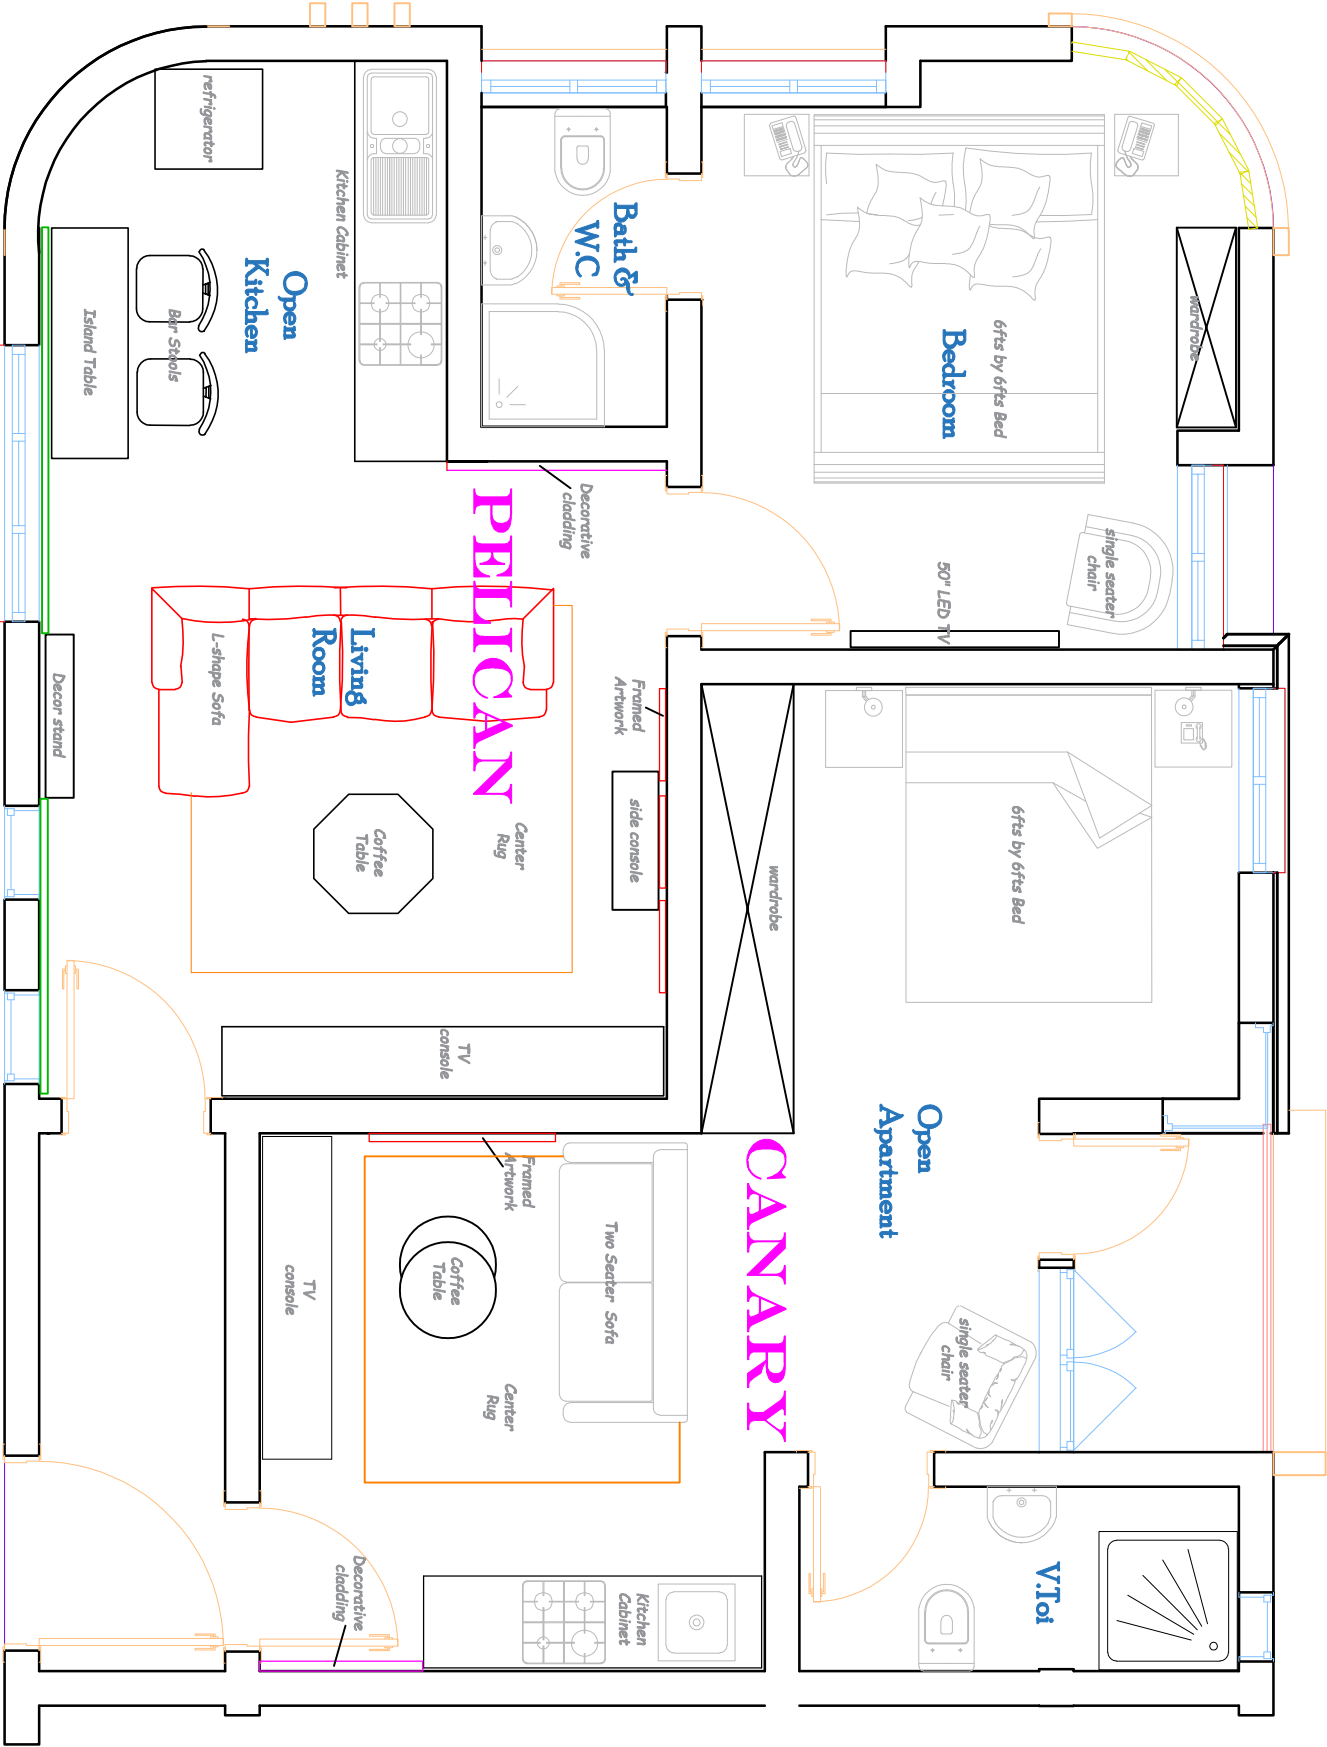 refrigerator
Kitchen Cabinet
Open
Kitchen
Bar Stools
Island Table
Bath &
W.C
Decorative
cladding
6fts by 6fts Bed
Bedroom
wardrobe
single seater
chair
50" LED TV
PELICAN
Living
Room
L-shape Sofa
Decor stand
Framed
Artwork
side console
Center
Rug
Coffee
Table
TV
console
wardrobe
6fts by 6fts Bed
Open
Apartment
CANARY
Framed
Artwork
Two Seater Sofa
Coffee
Table
TV
console
Center
Rug
single seater
chair
Decorative
cladding
Kitchen
Cabinet
V.Toi